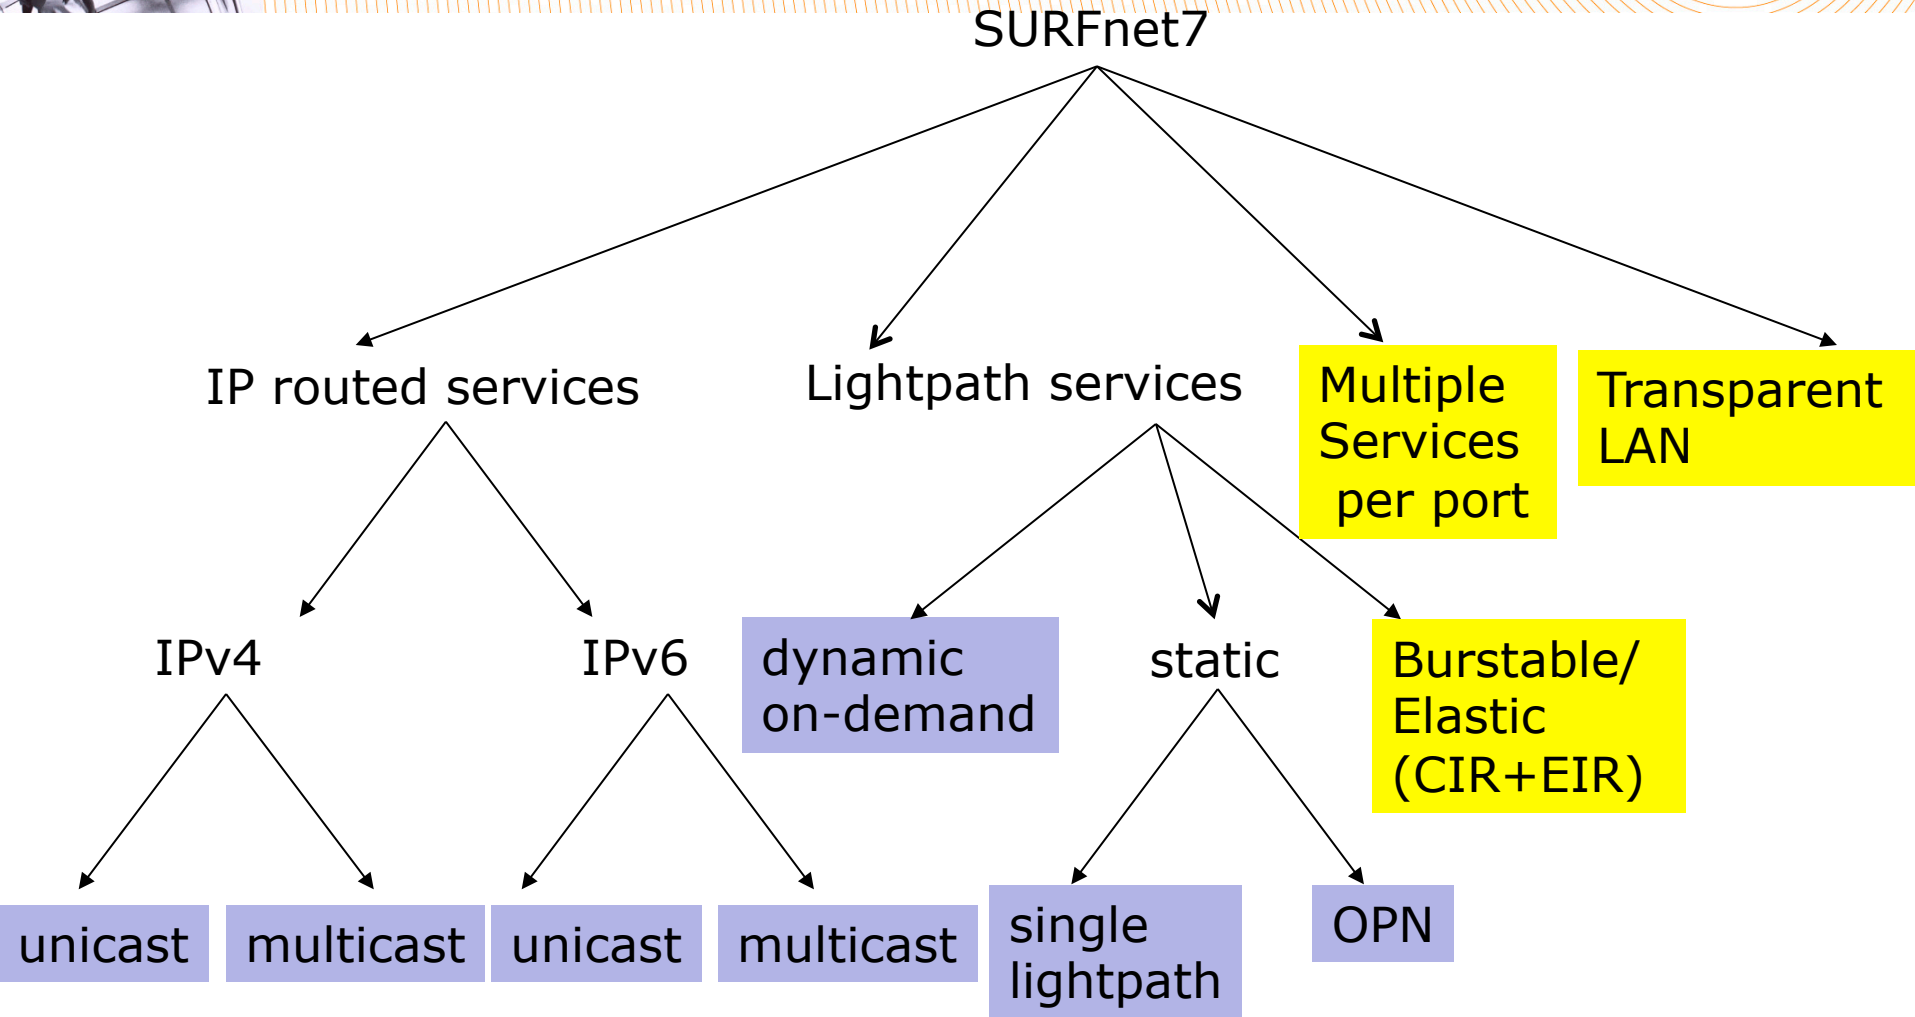 SURFnet7
IP routed services
Lightpath services
Multiple
Services
per port
Transparent
LAN
IPv4
IPv6
dynamic
on-demand
static
Burstable/
Elastic
(CIR+EIR)
unicast
multicast
unicast
multicast
single
lightpath
OPN